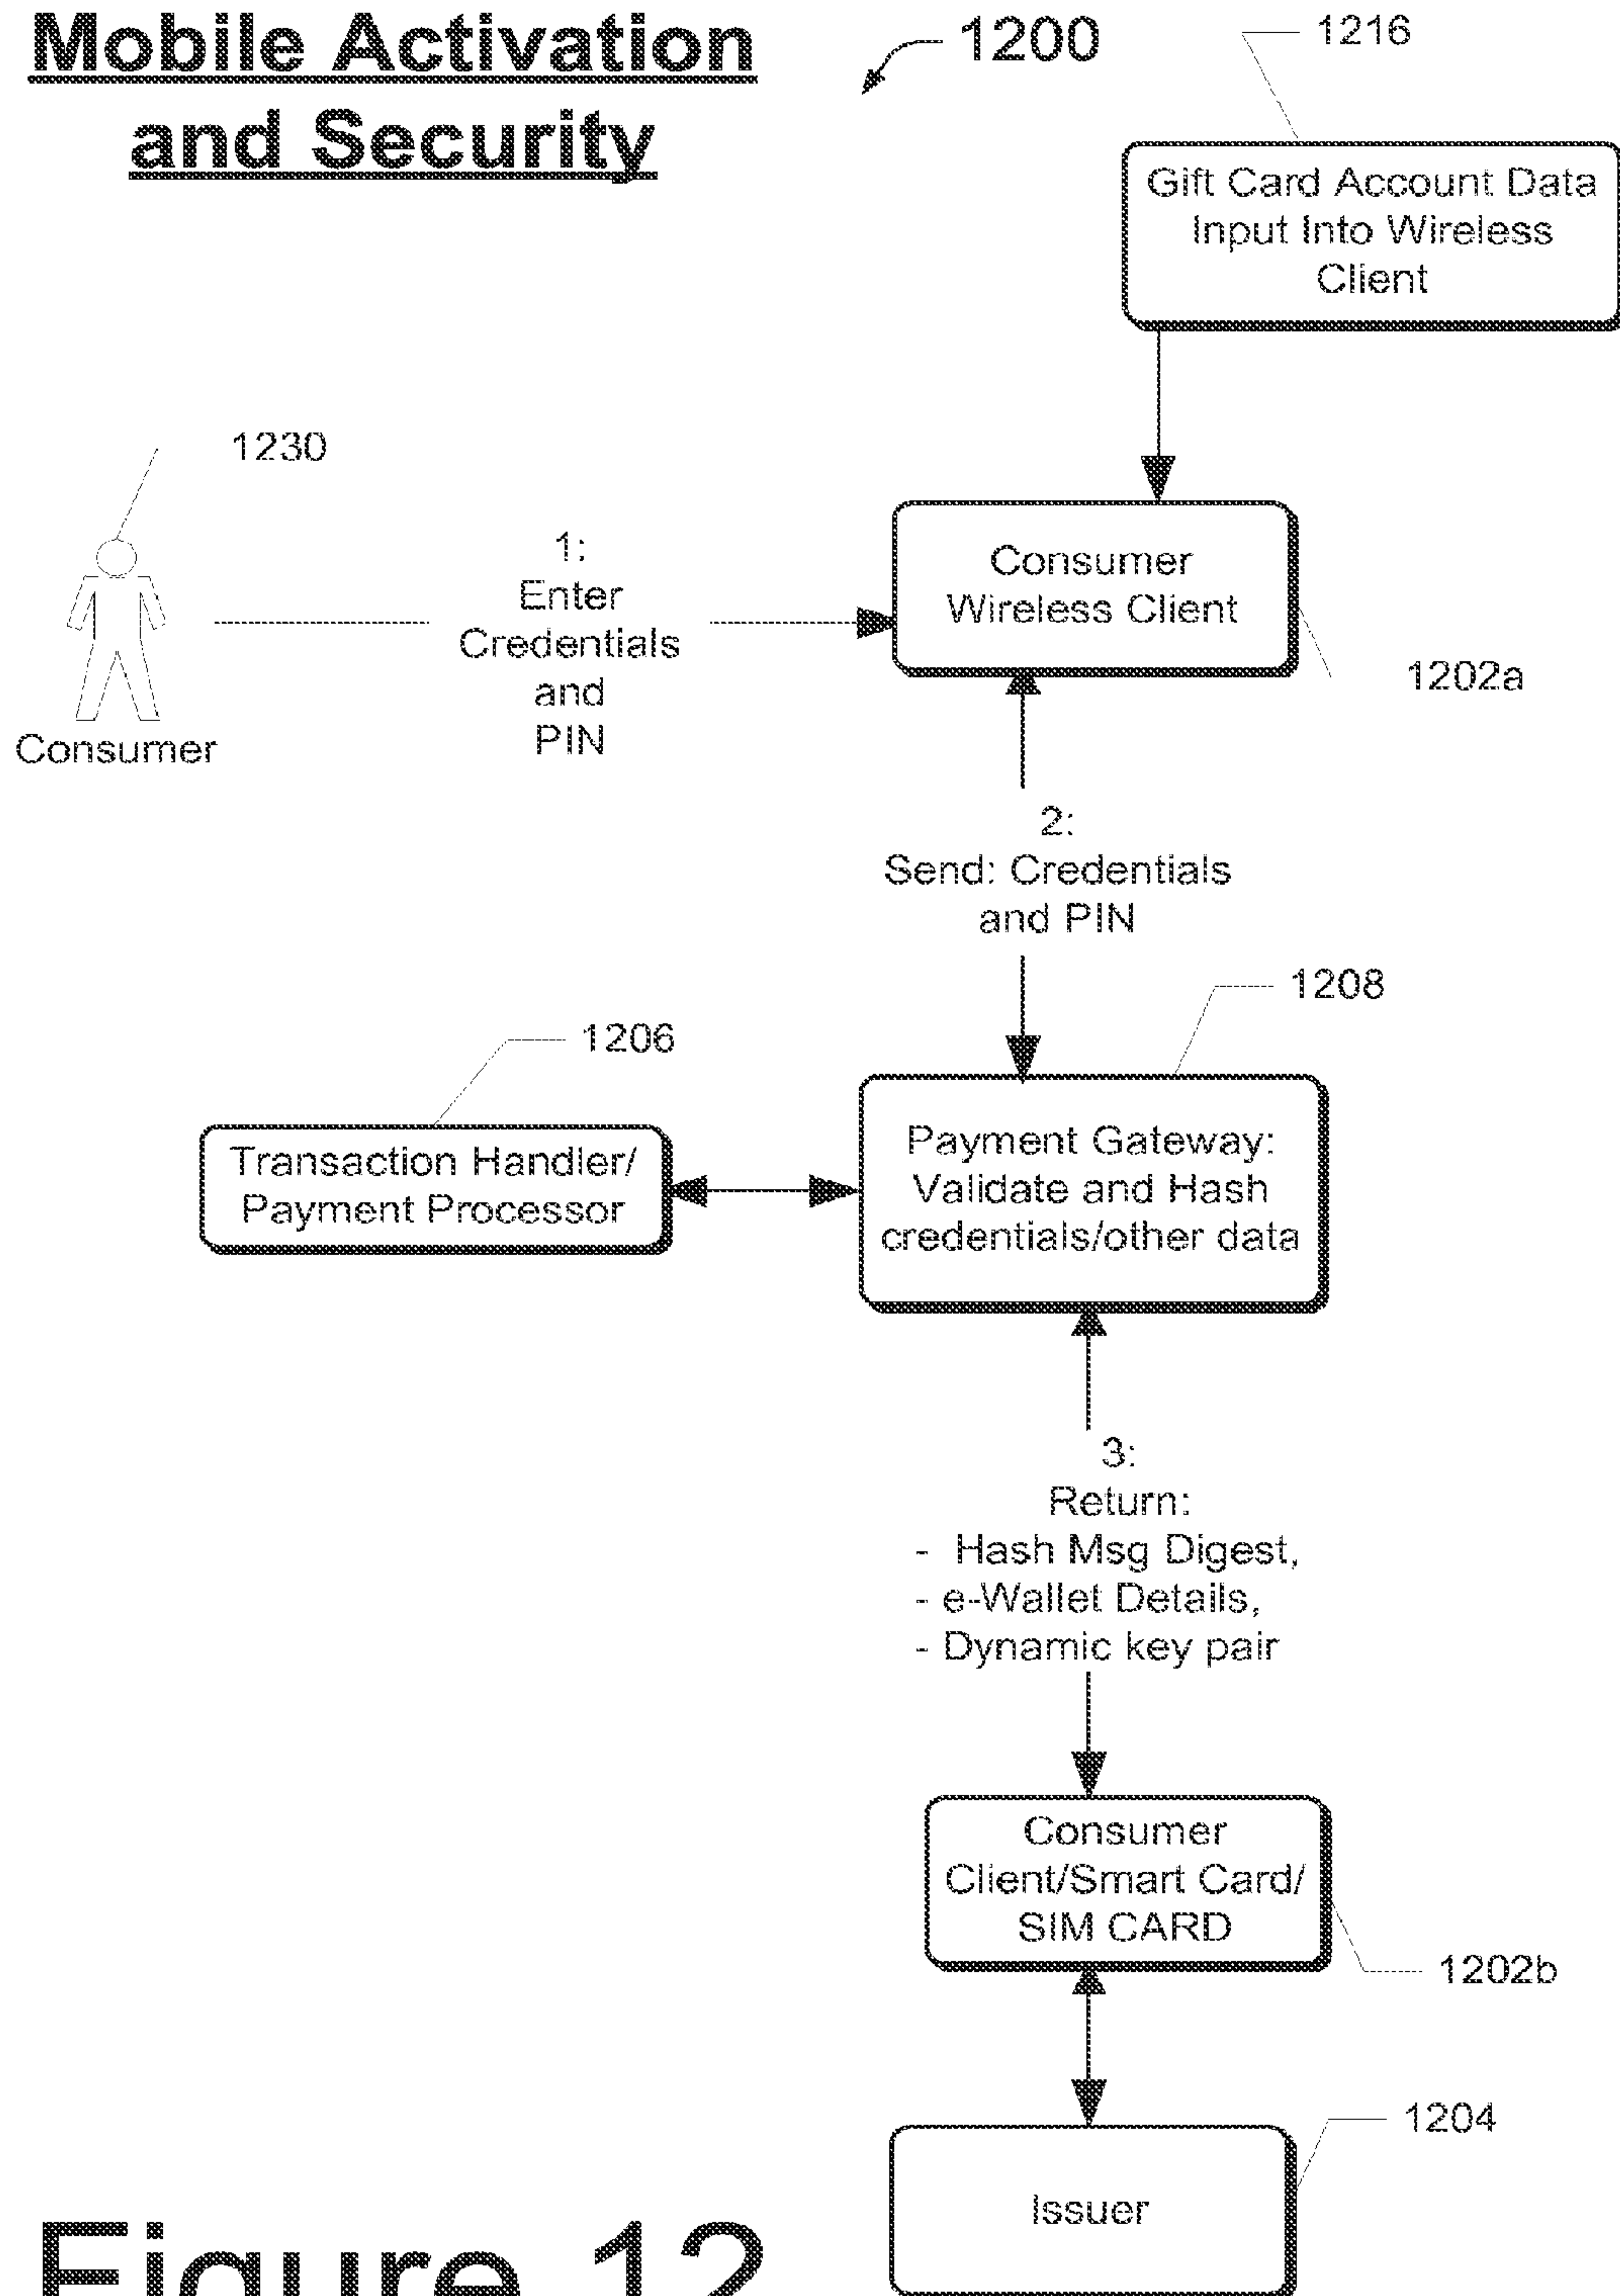 Mobile Activation
and Security
1200
1216
Gift Card Account Data
Input Into Wireless
Client
1230
1:
Enter
Credentials
and
PIN
Consumer
Consumer
Wireless Client
1202a
2:
Send: Credentials
and PIN
1208
1206
Transaction Handler/
Payment Processor
Payment Gateway:
Validate and Hash
credentials/other data
3:
Return:
- Hash Msg Digest,
- e-Wallet Details,
- Dynamic key pair
Consumer
Client/Smart Card/
SIM CARD
1202b
1204
Issuer
Figure 12